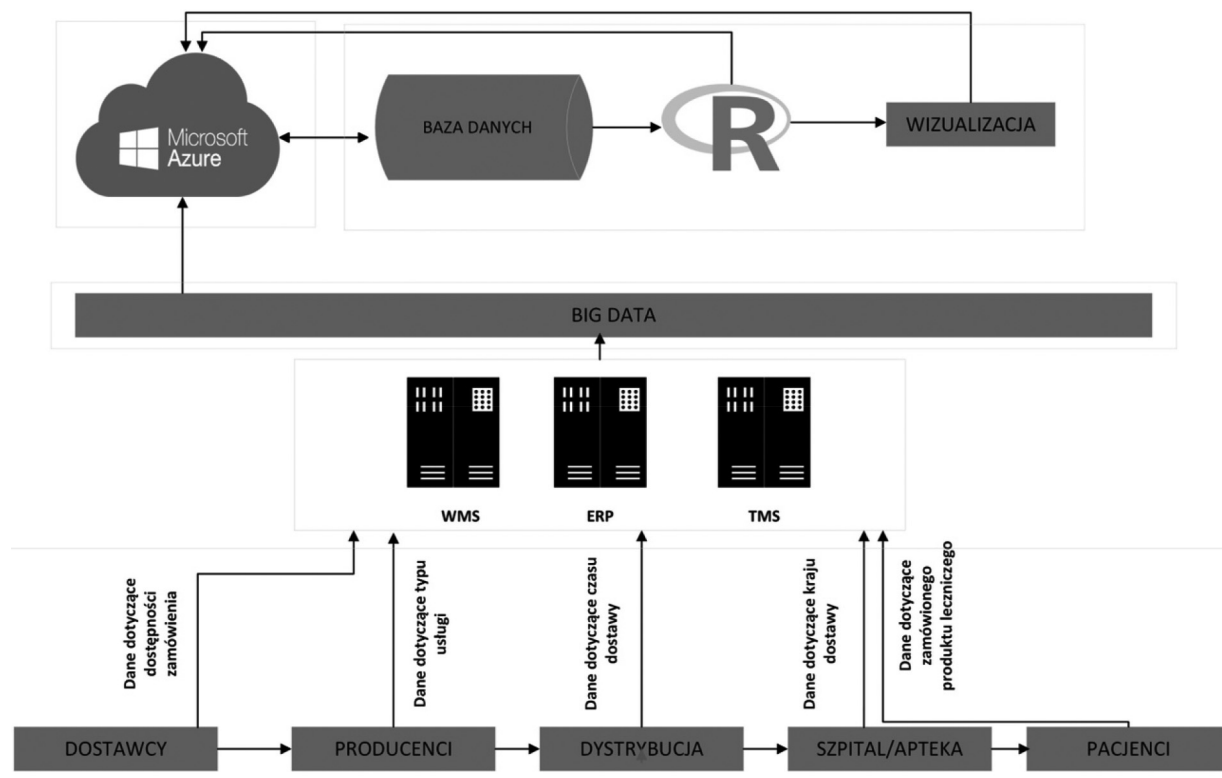 Microsoft
Azure
BAZA DANYCH
R
WIZUALIZACJA
BIG DATA
WMS
ERP
TMS
Dane dotyczące
dostępności
zamówienia
Dane dotyczące typu
usługi
Dane dotyczące czasu
dostawy
Dane dotyczące kraju
dostawy
Dane dotyczące
zamówionego
produktu leczniczego
DOSTAWCY
PRODUCENCI
DYSTRYBUCJA
SZPITAL/APTEKA
PACJENCI